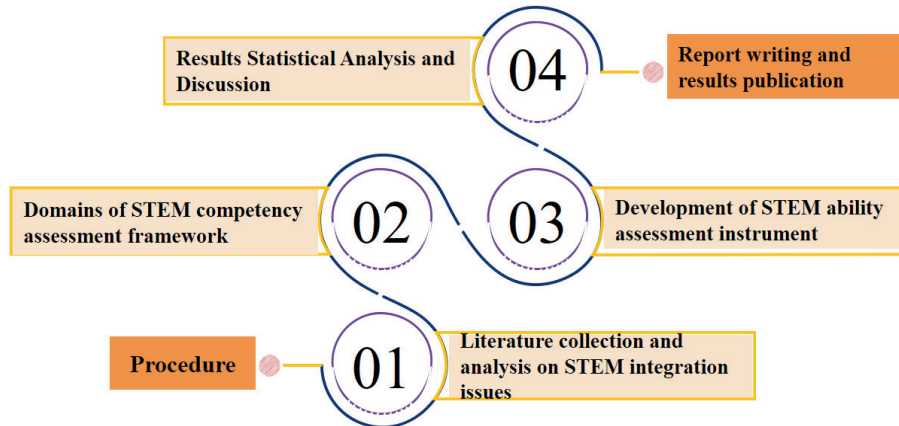 Results Statistical Analysis and
Discussion
04
Report writing and
results publication
Domains of STEM competency
assessment framework
02
03
Development of STEM ability
assessment instrument
Procedure
01
Literature collection and
analysis on STEM integration
issues